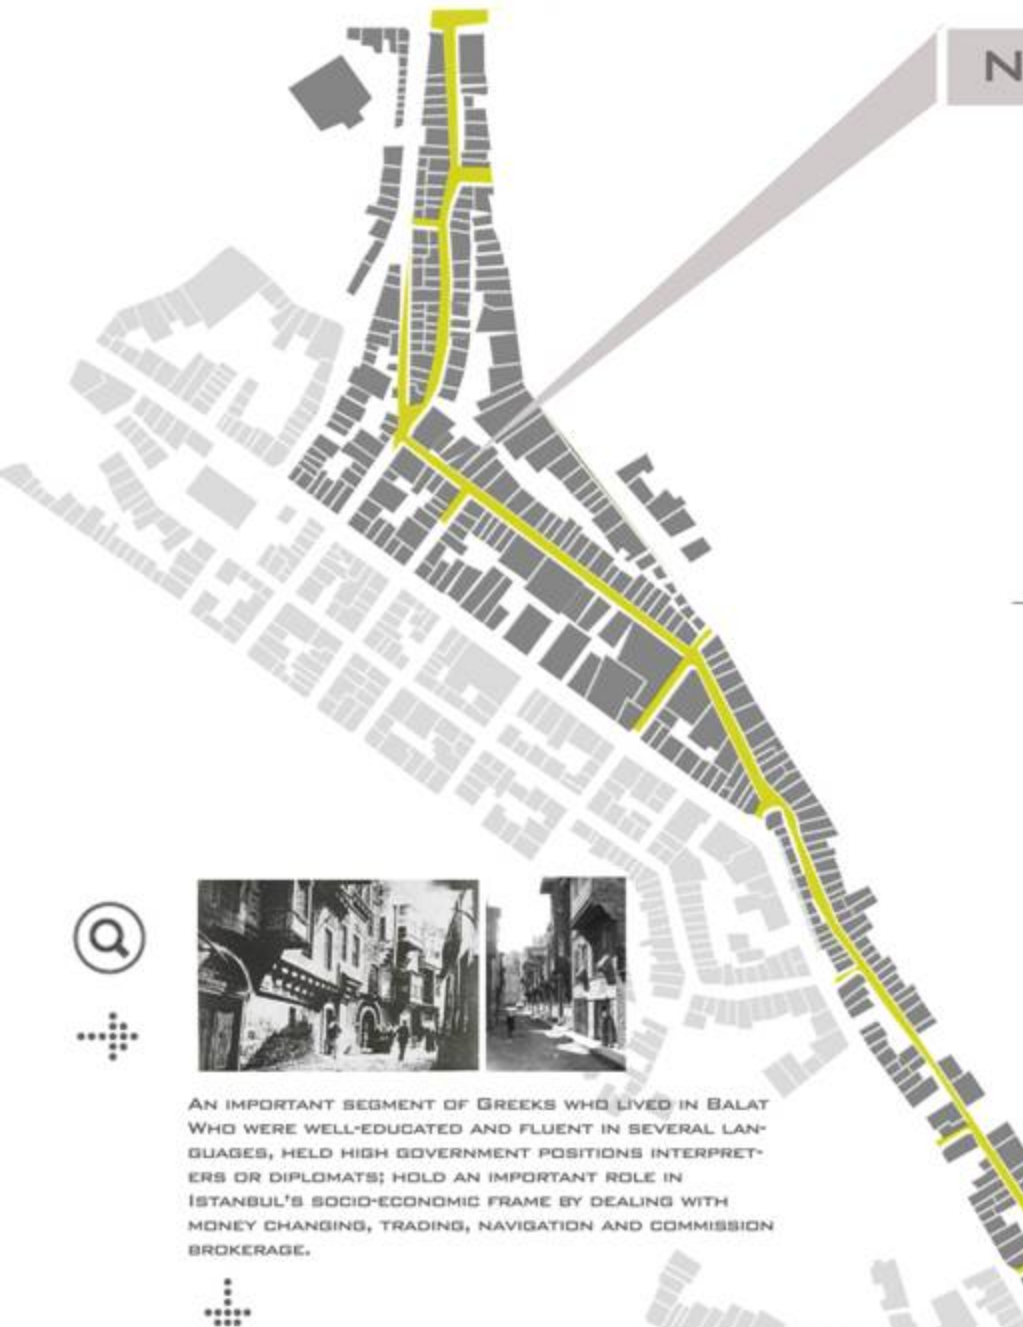 N
AN IMPORTANT SEGMENT OF GREEKS WHO LIVED IN BALAT
WHO WERE WELL-EDUCATED AND FLUENT IN SEVERAL LAN-
GUAGES, HELD HIGH GOVERNMENT POSITIONS INTERPRET-
ERS OR DIPLOMATS; HOLD AN IMPORTANT ROLE IN
ISTANBUL'S SOCIO-ECONOMIC FRAME BY DEALING WITH
MONEY CHANGING, TRADING, NAVIGATION AND COMMISSION
BROKERAGE.